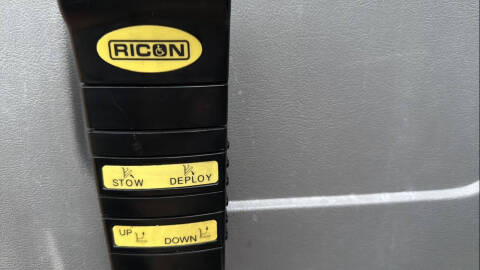 RICON
STOW DEPLOY
UP DOWN